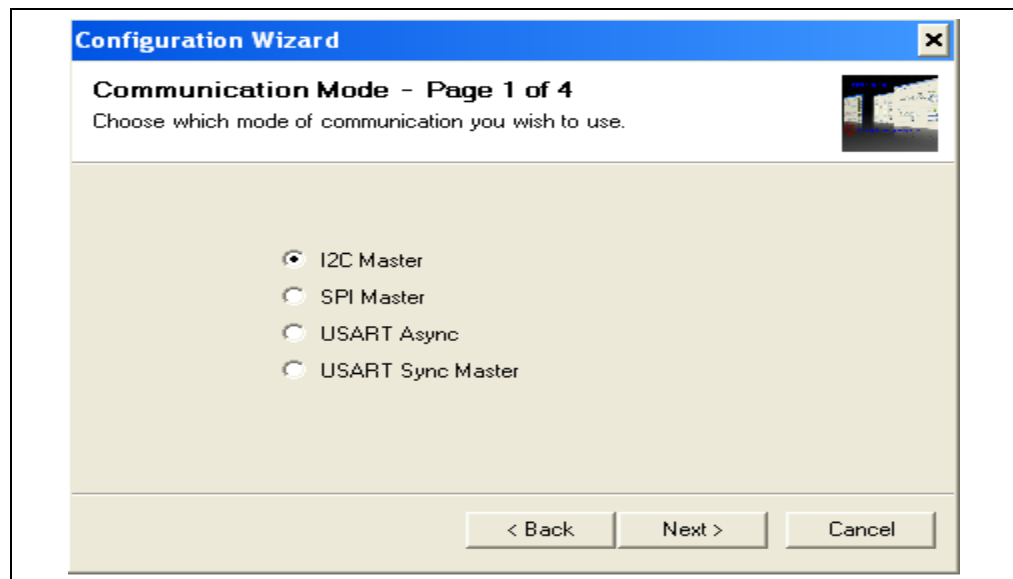 Configuration Wizard
Communication Mode - Page 1 of 4
Choose which mode of communication you wish to use.
I2C Master
SPI Master
USART Async
USART Sync Master
< Back
Next >
Cancel